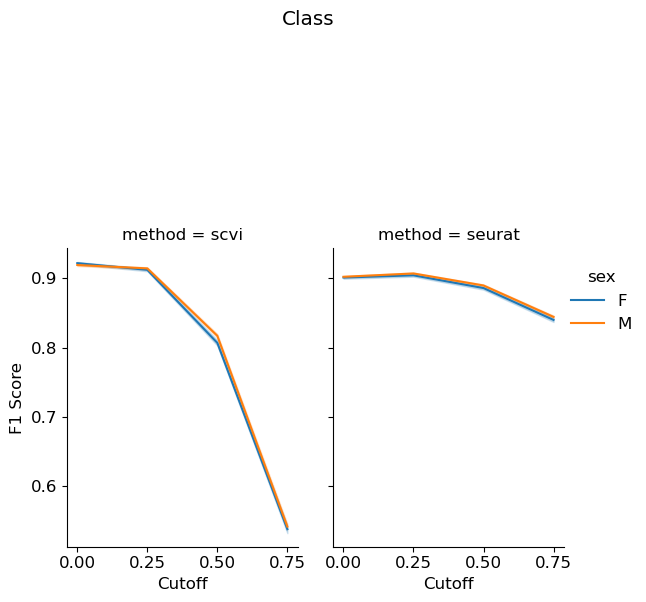 Class
method = scvi
method = seurat
F1 Score
0.9
0.8
0.7
0.6
0.00 0.25 0.50 0.75
0.00 0.25 0.50 0.75
Cutoff
Cutoff
sex
F
M